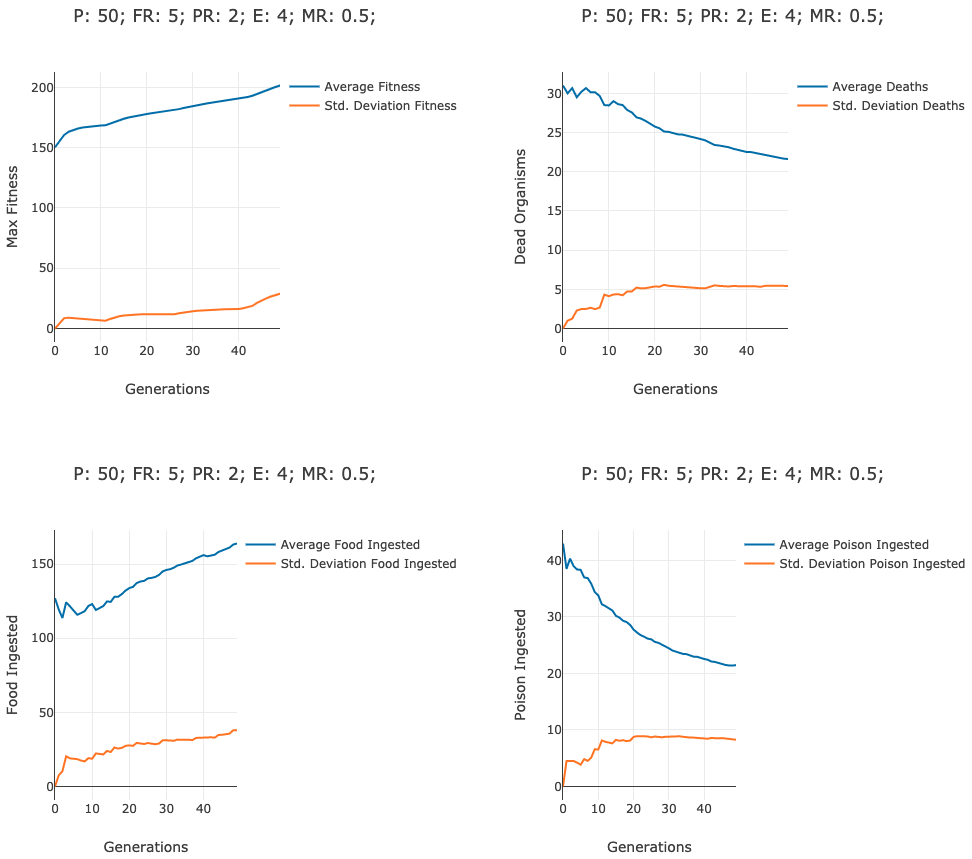 P: 50; FR: 5; PR: 2; E: 4; MR: 0.5;
Average Fitness
Std. Deviation Fitness
200
150
100
50
0
Max Fitness
0 10 20 30 40
Generations
P: 50; FR: 5; PR: 2; E: 4; MR: 0.5;
Average Deaths
Std. Deviation Deaths
30
25
20
15
10
5
0
Dead Organisms
0 10 20 30 40
Generations
P: 50; FR: 5; PR: 2; E: 4; MR: 0.5;
Average Food Ingested
Std. Deviation Food Ingested
150
100
50
0
Food Ingested
0 10 20 30 40
Generations
P: 50; FR: 5; PR: 2; E: 4; MR: 0.5;
Average Poison Ingested
Std. Deviation Poison Ingested
40
30
20
10
0
Poison Ingested
0 10 20 30 40
Generations